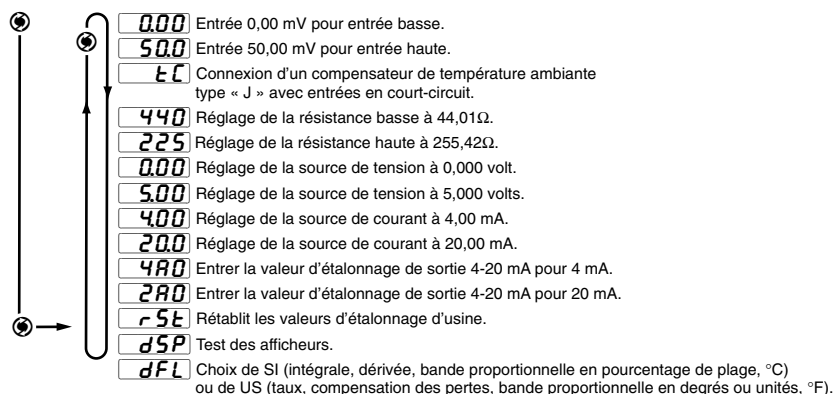 0.00 Entrée 0,00 mV pour entrée basse.
50.0 Entrée 50,00 mV pour entrée haute.
tC Connexion d'un compensateur de température ambiante
type « J » avec entrées en court-circuit.
440 Réglage de la résistance basse à 44,01Ω.
225 Réglage de la résistance haute à 255,42Ω.
0.00 Réglage de la source de tension à 0,000 volt.
5.00 Réglage de la source de tension à 5,000 volts.
4.00 Réglage de la source de courant à 4,00 mA.
20.0 Réglage de la source de courant à 20,00 mA.
4A0 Entrer la valeur d'étalonnage de sortie 4-20 mA pour 4 mA.
2A0 Entrer la valeur d'étalonnage de sortie 4-20 mA pour 20 mA.
rSt Rétablit les valeurs d'étalonnage d'usine.
dSP Test des afficheurs.
dFL Choix de SI (intégrale, dérivée, bande proportionnelle en pourcentage de plage, °C)
ou de US (taux, compensation des pertes, bande proportionnelle en degrés ou unités, °F).